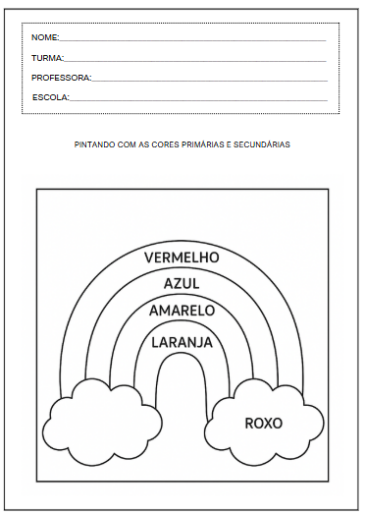 NOME:
TURMA:
PROFESSORA:
ESCOLA:
PINTANDO COM AS CORES PRIMÁRIAS E SECUNDÁRIAS
VERMELHO
AZUL
AMARELO
LARANJA
ROXO